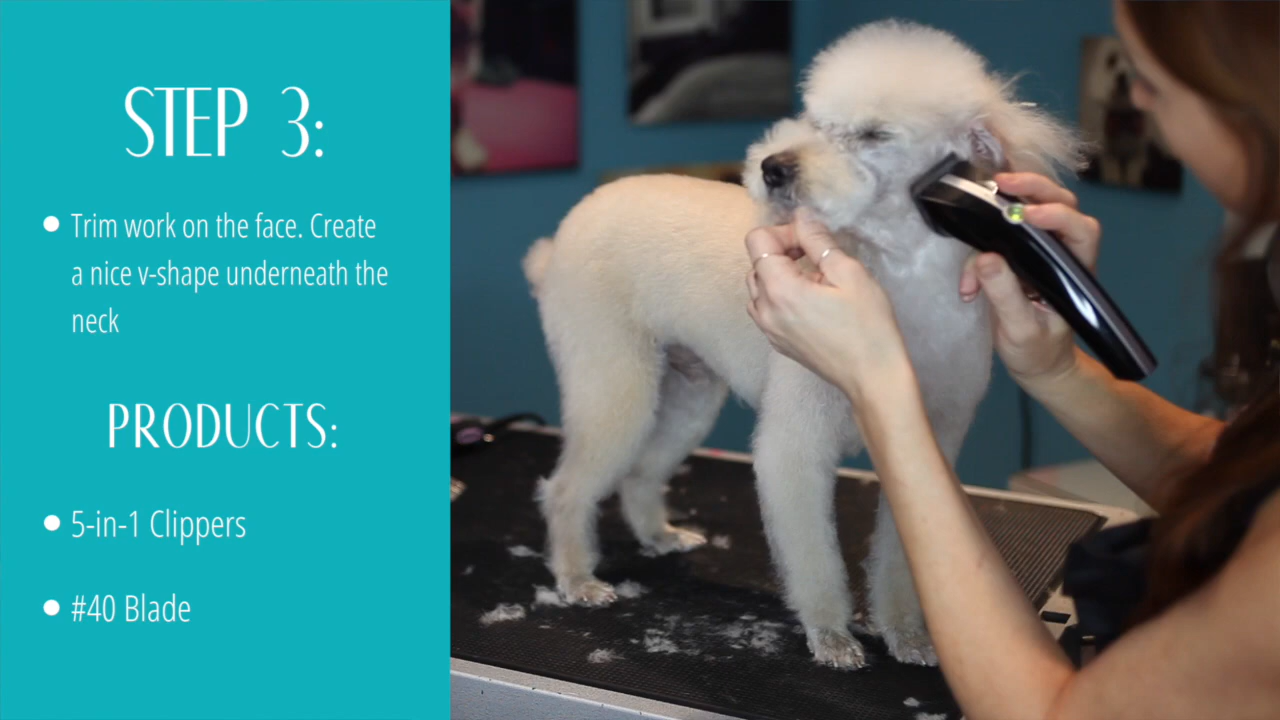 STEP 3:
• Trim work on the face. Create
a nice v-shape underneath the
neck
PRODUCTS:
• 5-in-1 Clippers
• #40 Blade